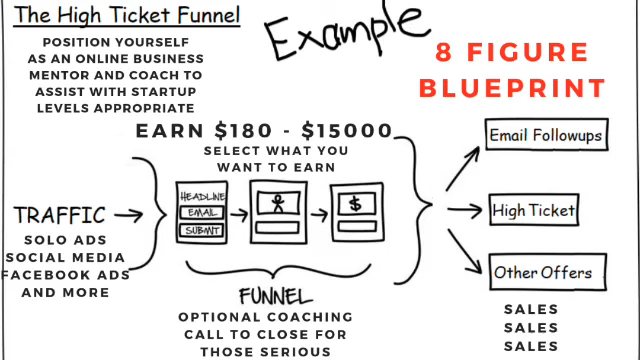 The High Ticket Funnel
POSITION YOURSELF
AS AN ONLINE BUSINESS
MENTOR AND COACH TO
ASSIST WITH STARTUP
LEVELS APPROPRIATE
Example
8 FIGURE
BLUEPRINT
EARN $180 - $15000
SELECT WHAT YOU
WANT TO EARN
TRAFFIC
SOLO ADS
SOCIAL MEDIA
FACEBOOK ADS
AND MORE
HEADLINE
EMAIL
SUBMIT
$
FUNNEL
OPTIONAL COACHING
CALL TO CLOSE FOR
THOSE SERIOUS
Email Followups
High Ticket
Other Offers
SALES
SALES
SALES